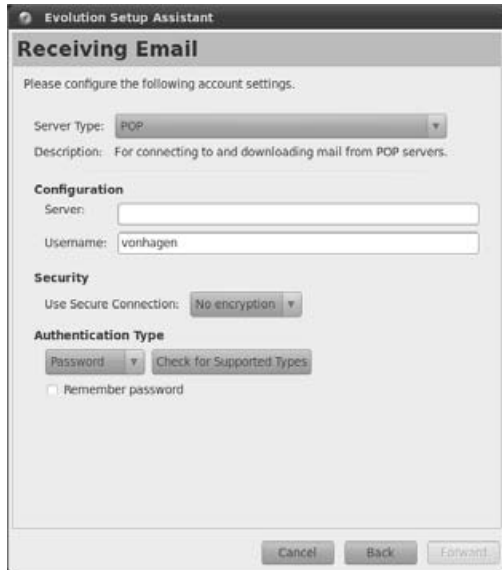 Evolution Setup Assistant
Receiving Email
Please configure the following account settings.
Server Type: POP
Description: For connecting to and downloading mail from POP servers.
Configuration
Server:
Username: vonhagen
Security
Use Secure Connection: No encryption
Authentication Type
Password Check for Supported Types
Remember password
Cancel Back Forward